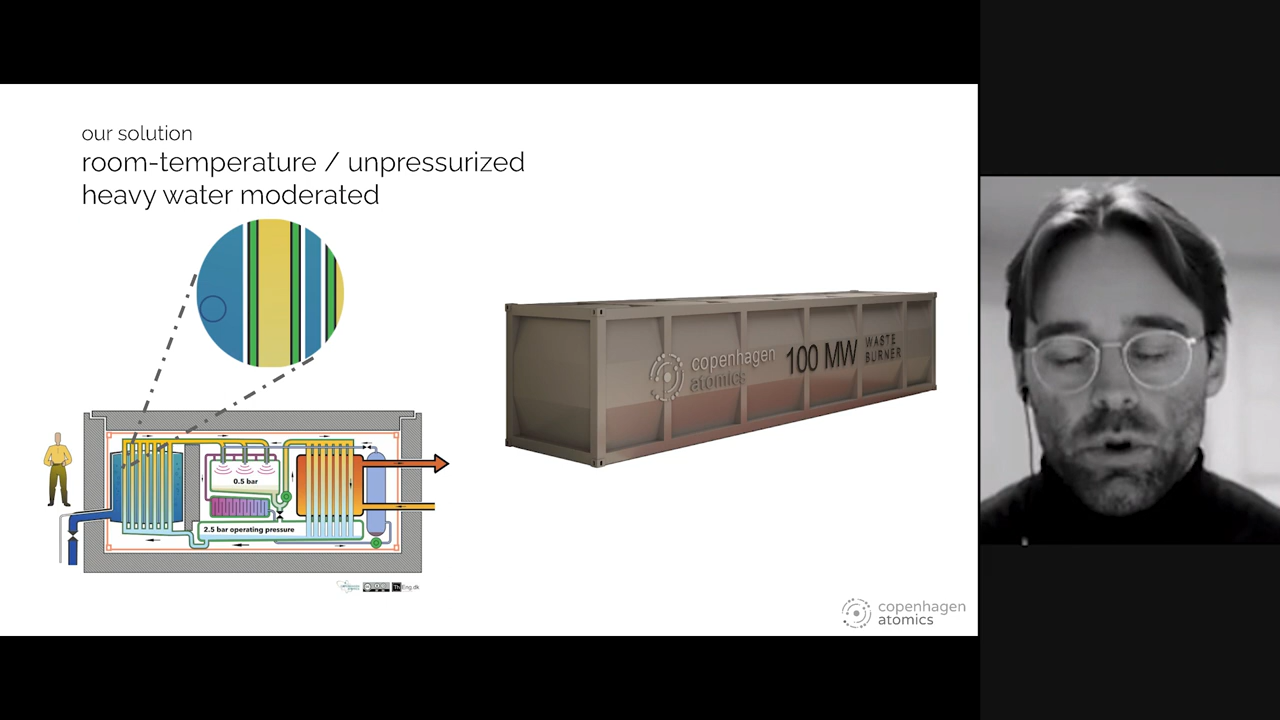 our solution
room-temperature / unpressurized
heavy water moderated
copenhagen
atomics
100 MW
WASTE
BURNER
0.5 bar
2.5 bar operating pressure
copenhagen
atomics